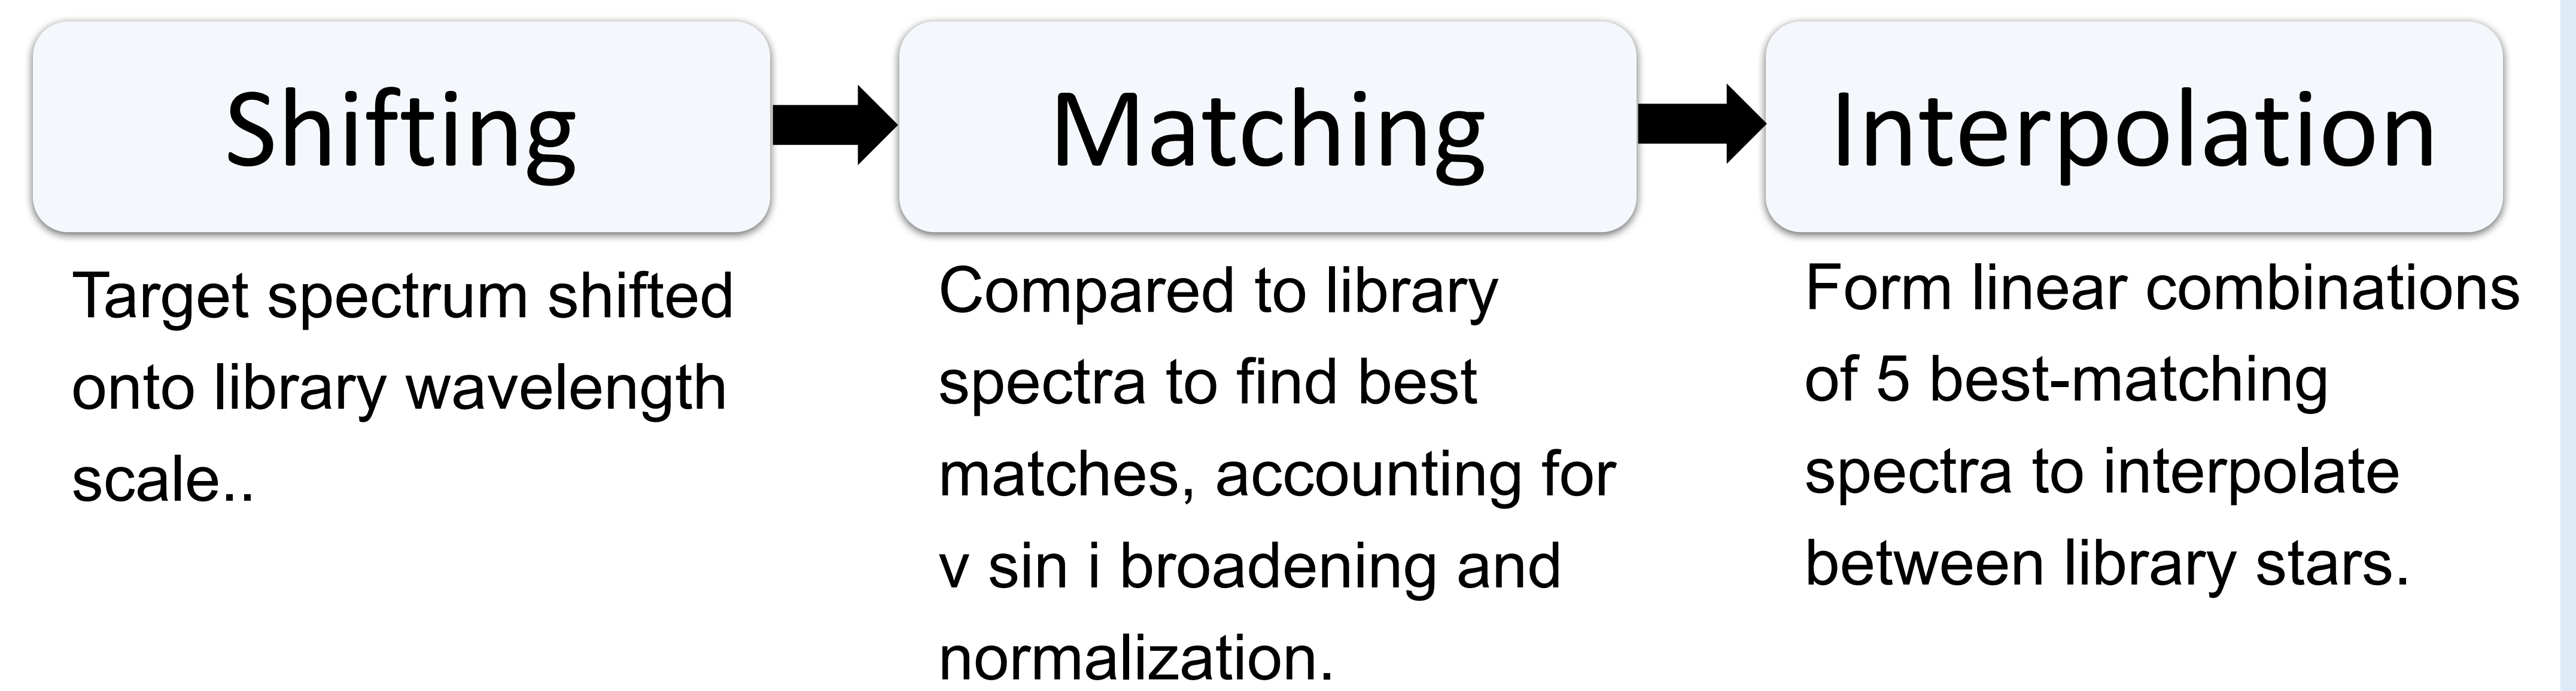 Shifting
Target spectrum shifted
onto library wavelength
scale..
Matching
Compared to library
spectra to find best
matches, accounting for
v sin i broadening and
normalization.
Interpolation
Form linear combinations
of 5 best-matching
spectra to interpolate
between library stars.